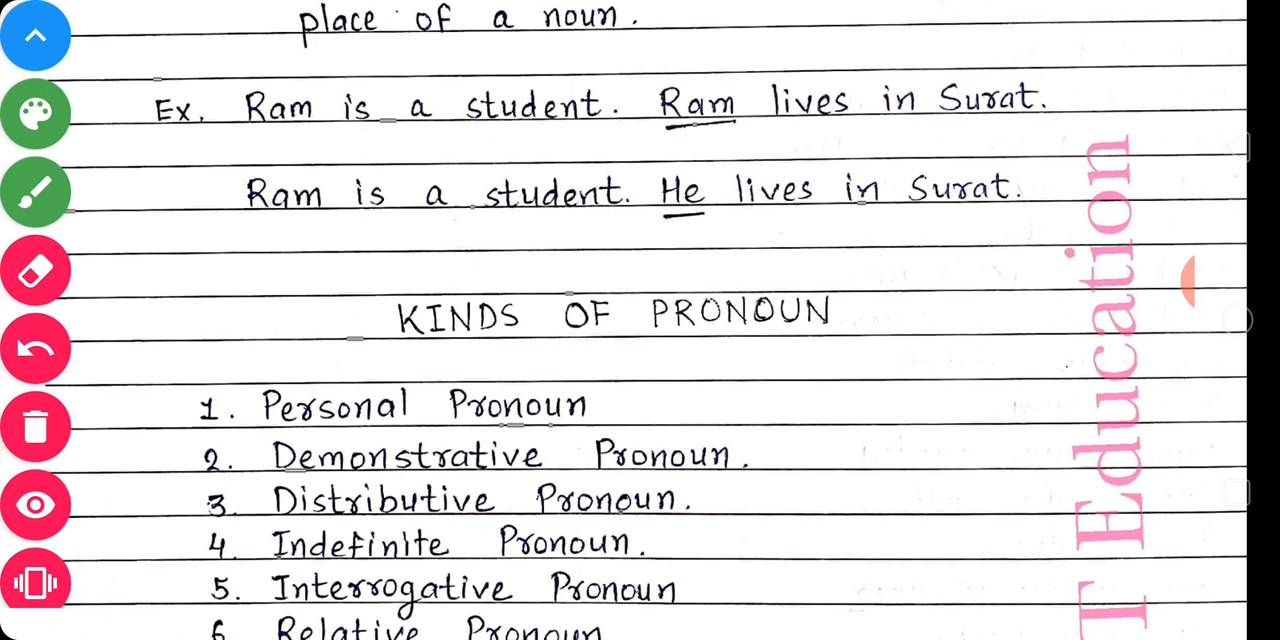 place of a noun.
Ex. Ram is a student. Ram lives in Surat.
Ram is a student. He lives in Surat.
KINDS OF PRONOUN
1. Personal Pronoun
2. Demonstrative Pronoun.
3. Distributive Pronoun.
4. Indefinite Pronoun.
5. Interrogative Pronoun
6 Relative Pronoun
T Education